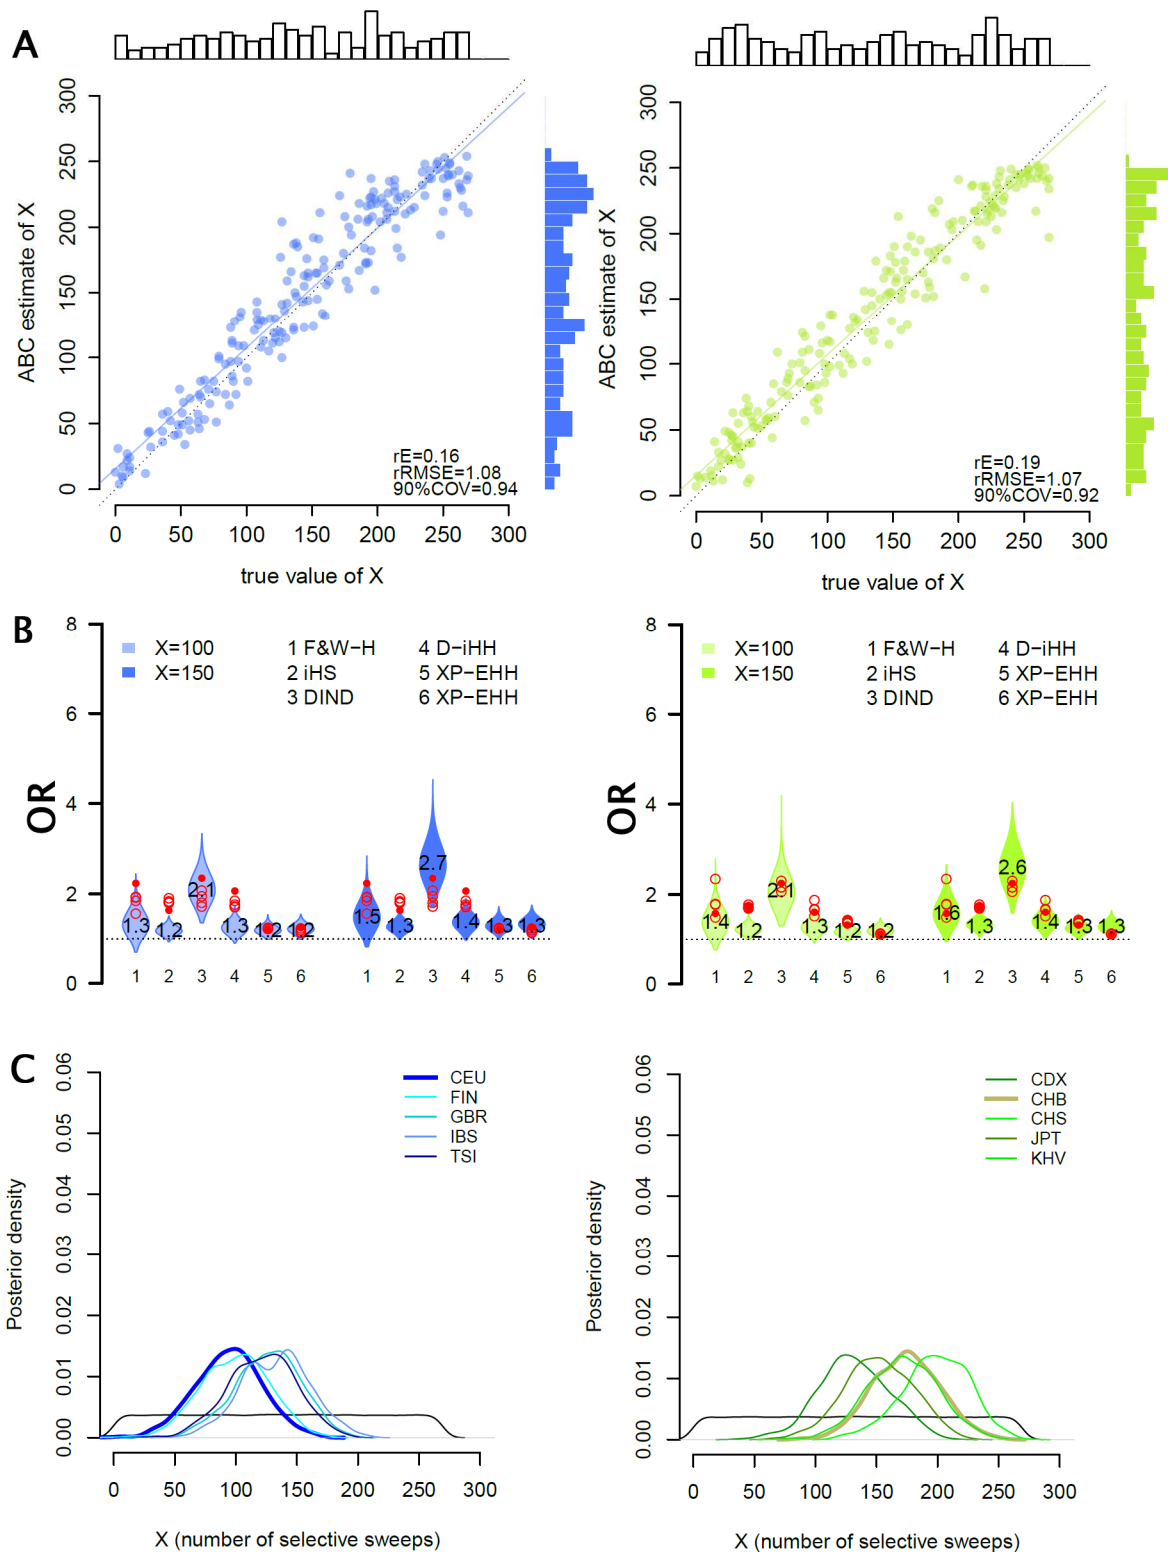 A
300
250
200
150
100
50
0
ABC estimate of X
rE=0.16
rRMSE=1.08
90%COV=0.94
0 50 100 150 200 250 300
true value of X
300
250
200
150
100
50
0
ABC estimate of X
rE=0.19
rRMSE=1.07
90%COV=0.92
0 50 100 150 200 250 300
true value of X
B
8
6
4
2
0
OR
X=100 1 F&W−H 4 D−iHH
X=150 2 iHS 5 XP−EHH
3 DIND 6 XP−EHH
1.3 1.2 2.1 1.3 1.2 1.2 1.5 1.3 2.7 1.4 1.3 1.3
1 2 3 4 5 6 1 2 3 4 5 6
8
6
4
2
0
OR
X=100 1 F&W−H 4 D−iHH
X=150 2 iHS 5 XP−EHH
3 DIND 6 XP−EHH
1.4 1.2 2.1 1.3 1.2 1.2 1.6 1.3 2.6 1.4 1.3 1.3
1 2 3 4 5 6 1 2 3 4 5 6
C
0.06
0.05
0.04
0.03
0.02
0.01
0.00
Posterior density
CEU
FIN
GBR
IBS
TSI
0 50 100 150 200 250 300
X (number of selective sweeps)
0.06
0.05
0.04
0.03
0.02
0.01
0.00
Posterior density
CDX
CHB
CHS
JPT
KHV
0 50 100 150 200 250 300
X (number of selective sweeps)